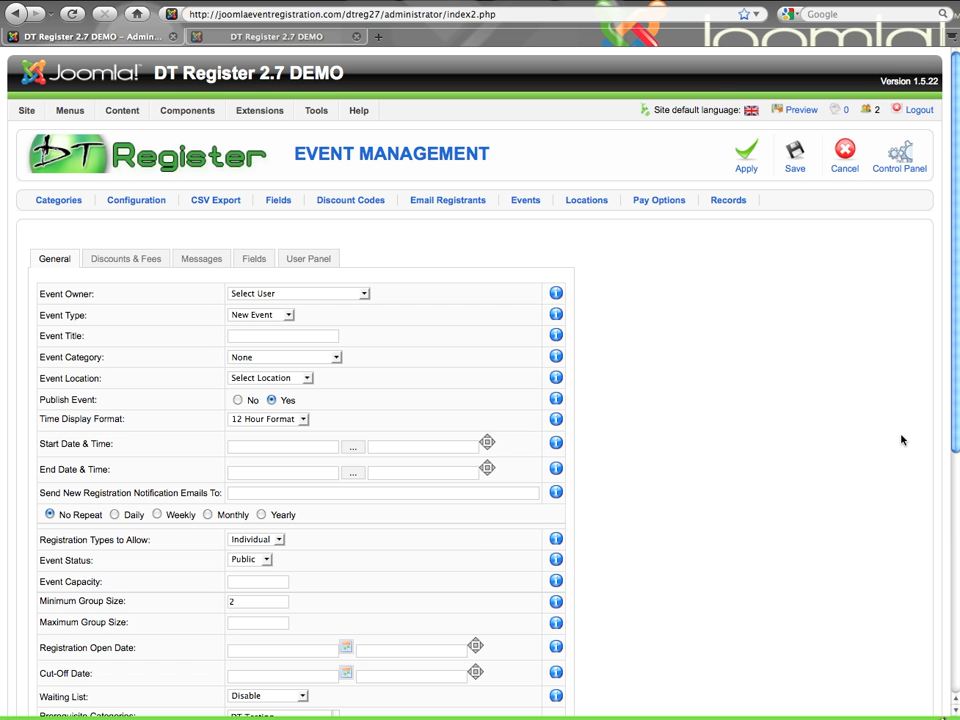 http://joomlaeventregistration.com/dtreg27/administrator/index2.php
Google
DT Register 2.7 DEMO – Admin...
DT Register 2.7 DEMO
Joomla!
Joomla! DT Register 2.7 DEMO
Version 1.5.22
Site Menus Content Components Extensions Tools Help
Site default language: Preview 0 2 Logout
DT Register EVENT MANAGEMENT
Apply Save Cancel Control Panel
Categories Configuration CSV Export Fields Discount Codes Email Registrants Events Locations Pay Options Records
General Discounts & Fees Messages Fields User Panel
Event Owner: Select User
Event Type: New Event
Event Title:
Event Category: None
Event Location: Select Location
Publish Event: No Yes
Time Display Format: 12 Hour Format
Start Date & Time: ...
End Date & Time: ...
Send New Registration Notification Emails To:
No Repeat Daily Weekly Monthly Yearly
Registration Types to Allow: Individual
Event Status: Public
Event Capacity:
Minimum Group Size: 2
Maximum Group Size:
Registration Open Date:
Cut-Off Date:
Waiting List: Disable
Prerequisite Categories: DT Testing